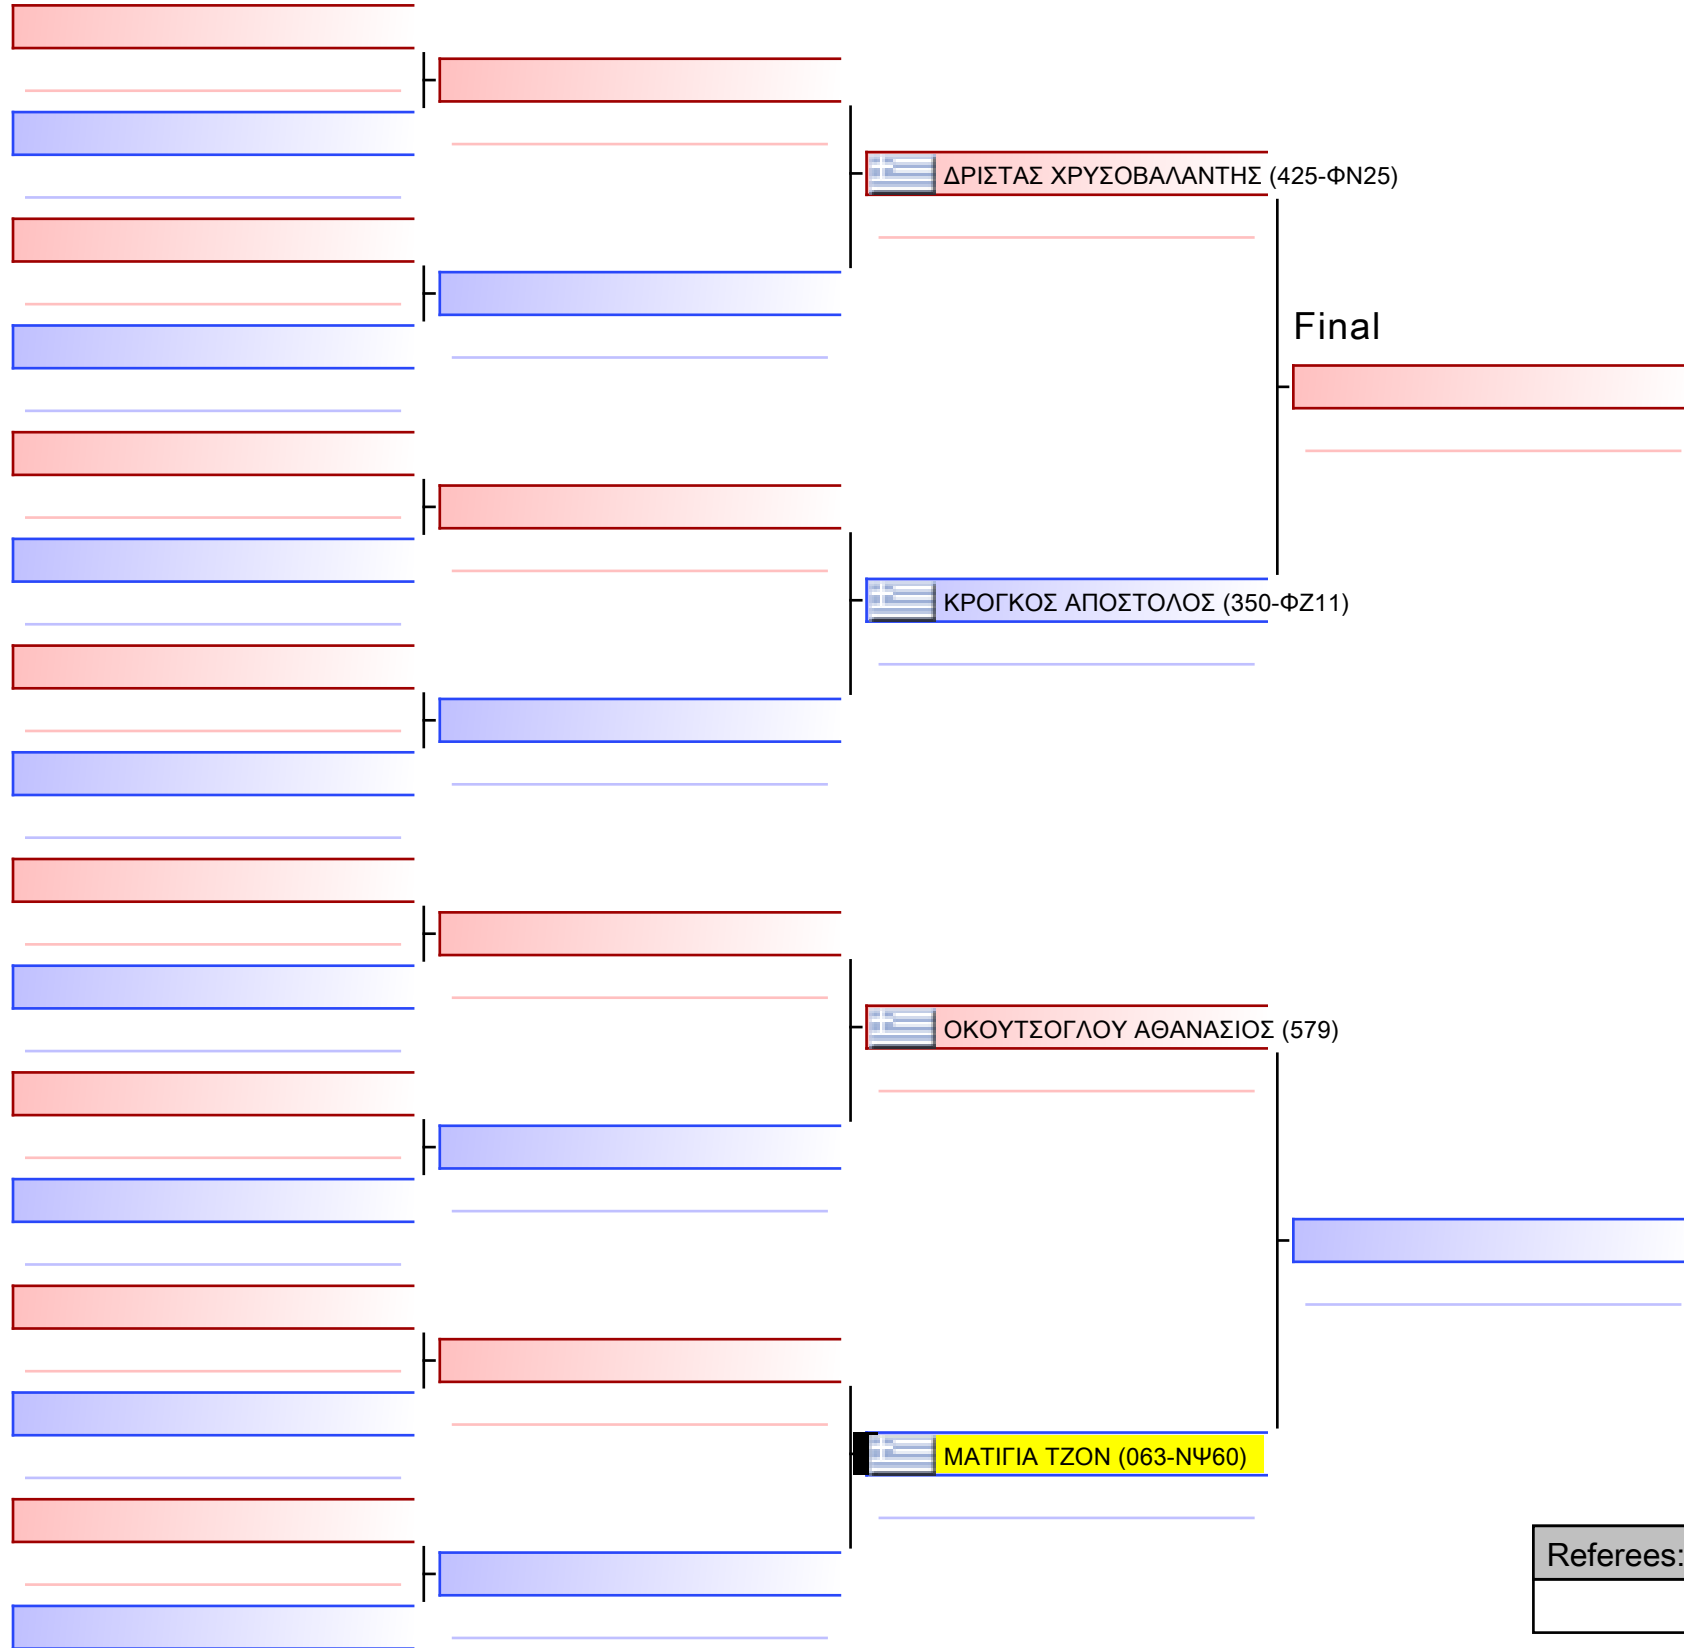 ΔΡΙΣΤΑΣ ΧΡΥΣΟΒΑΛΑΝΤΗΣ (425-ΦΝ25)
Final
ΚΡΟΓΚΟΣ ΑΠΟΣΤΟΛΟΣ (350-ΦΖ11)
ΟΚΟΥΤΣΟΓΛΟΥ ΑΘΑΝΑΣΙΟΣ (579)
ΜΑΤΙΓΙΑ ΤΖΟΝ (063-ΝΨ60)
Referees: